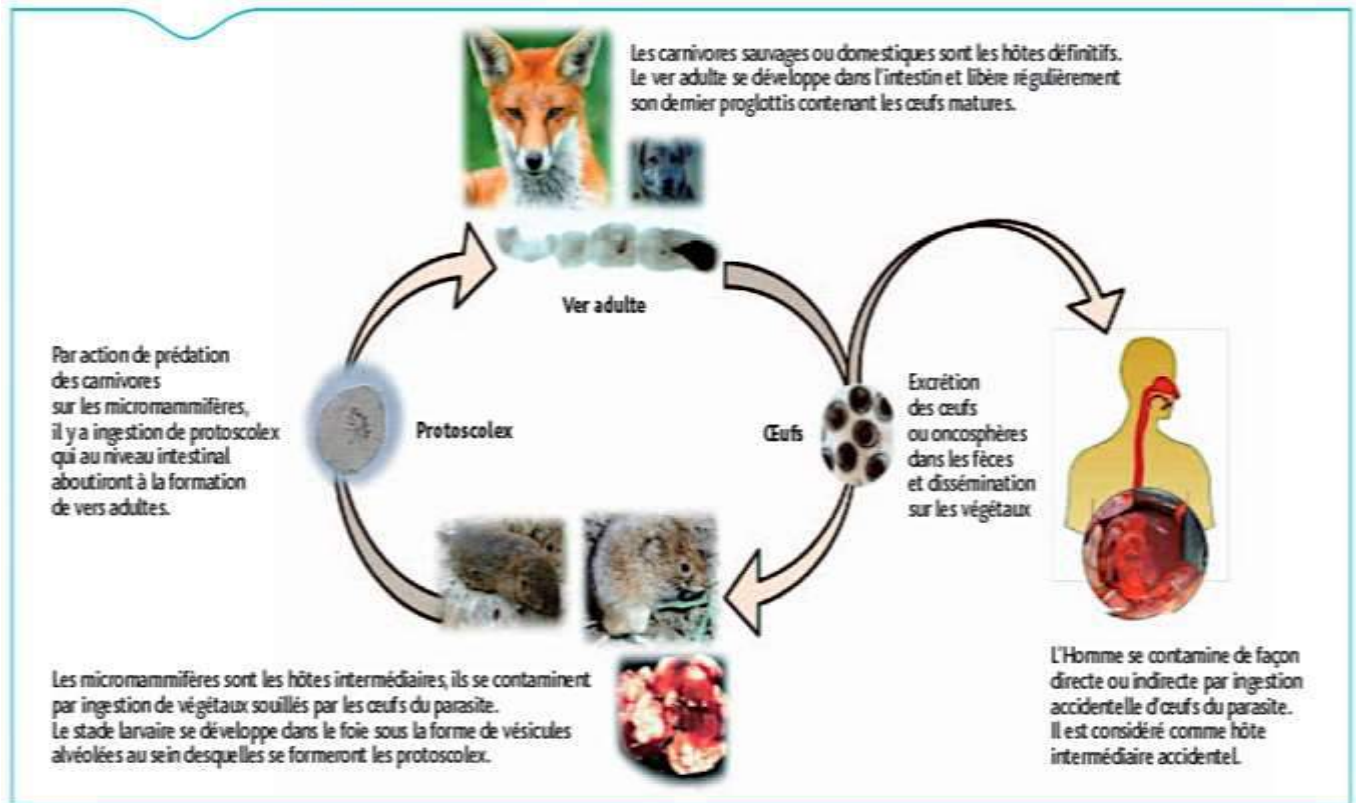 Les carnivores sauvages ou domestiques sont les hôtes définitifs.
Le ver adulte se développe dans l'intestin et libère régulièrement
son dernier proglottis contenant les œufs matures.
Ver adulte
Par action de prédation
des carnivores
sur les micromammifères,
il y a ingestion de protoscolex
qui au niveau intestinal
aboutiront à la formation
de vers adultes.
Protoscolex
Œufs
Excrétion
des œufs
ou oncosphères
dans les fèces
et dissémination
sur les végétaux
Les micromammifères sont les hôtes intermédiaires, ils se contaminent
par ingestion de végétaux souillés par les œufs du parasite.
Le stade larvaire se développe dans le foie sous la forme de vésicules
alvéolées au sein desquelles se formeront les protoscolex.
L'Homme se contamine de façon
directe ou indirecte par ingestion
accidentelle d'œufs du parasite.
Il est considéré comme hôte
intermédiaire accidentel.